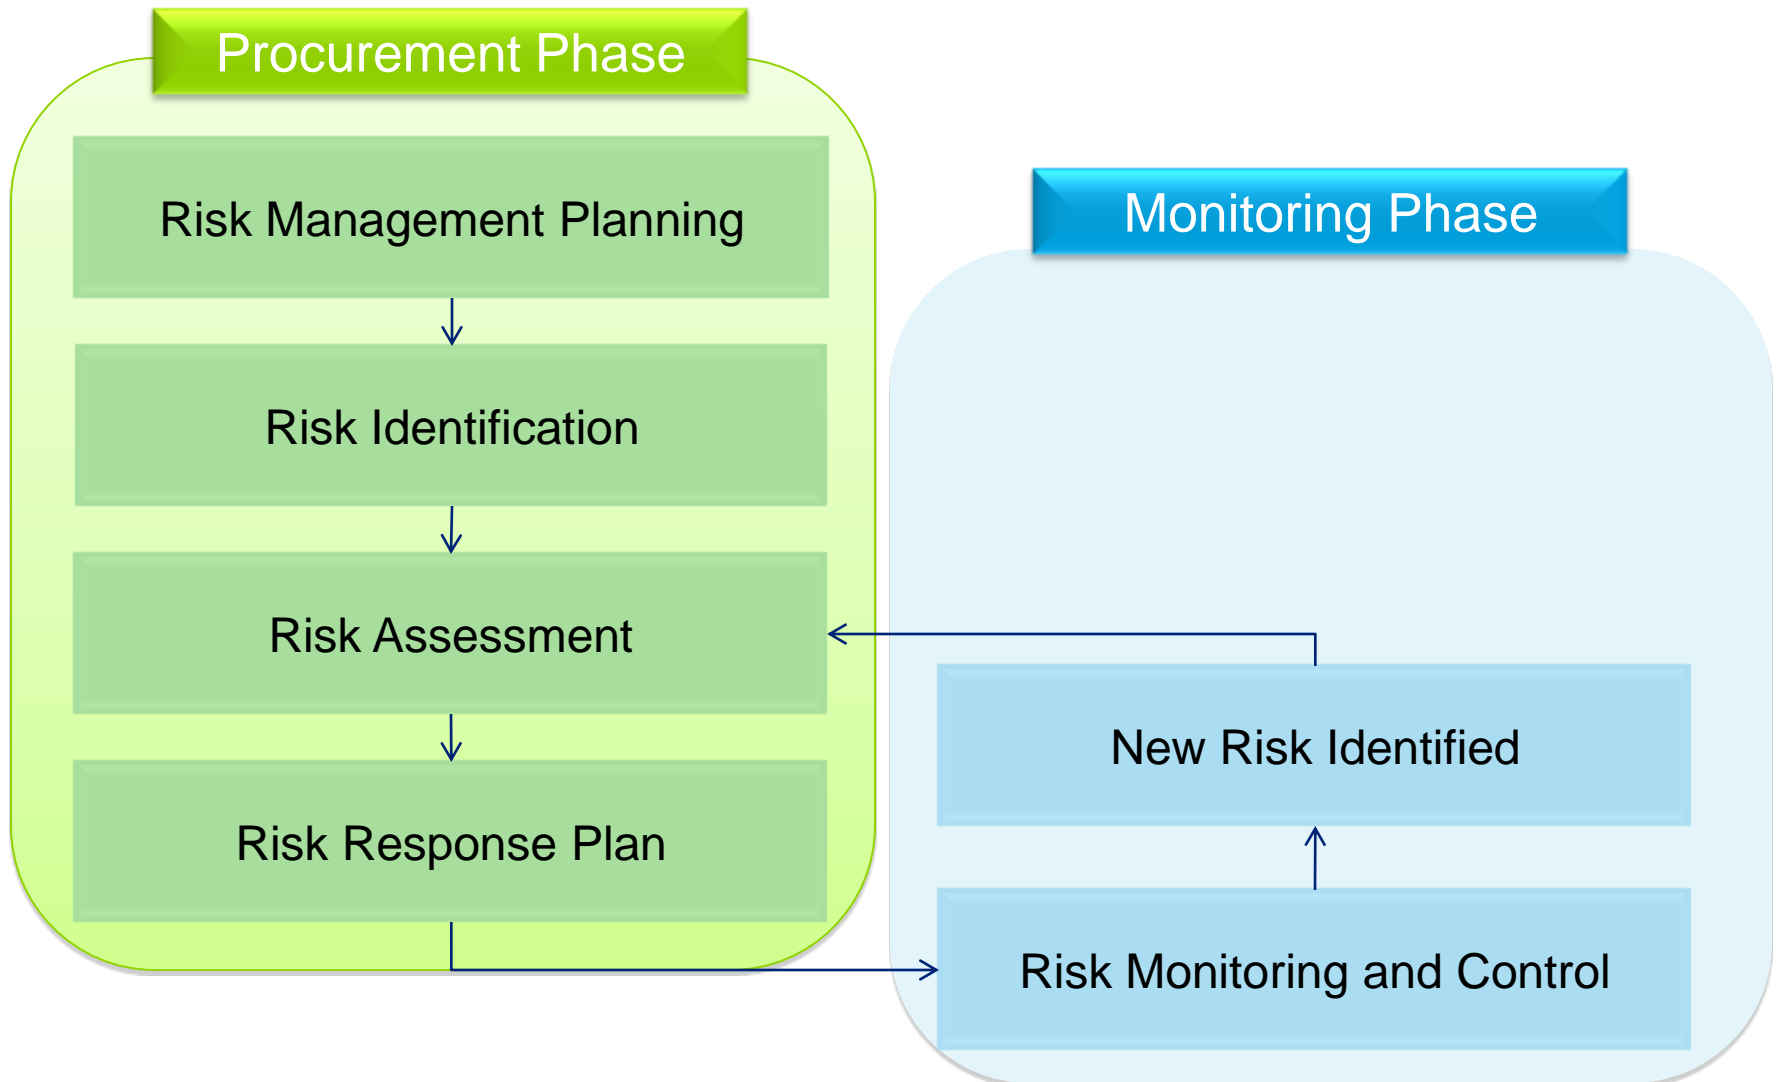 Procurement Phase
Risk Management Planning
Risk Identification
Risk Assessment
Risk Response Plan
Monitoring Phase
New Risk Identified
Risk Monitoring and Control